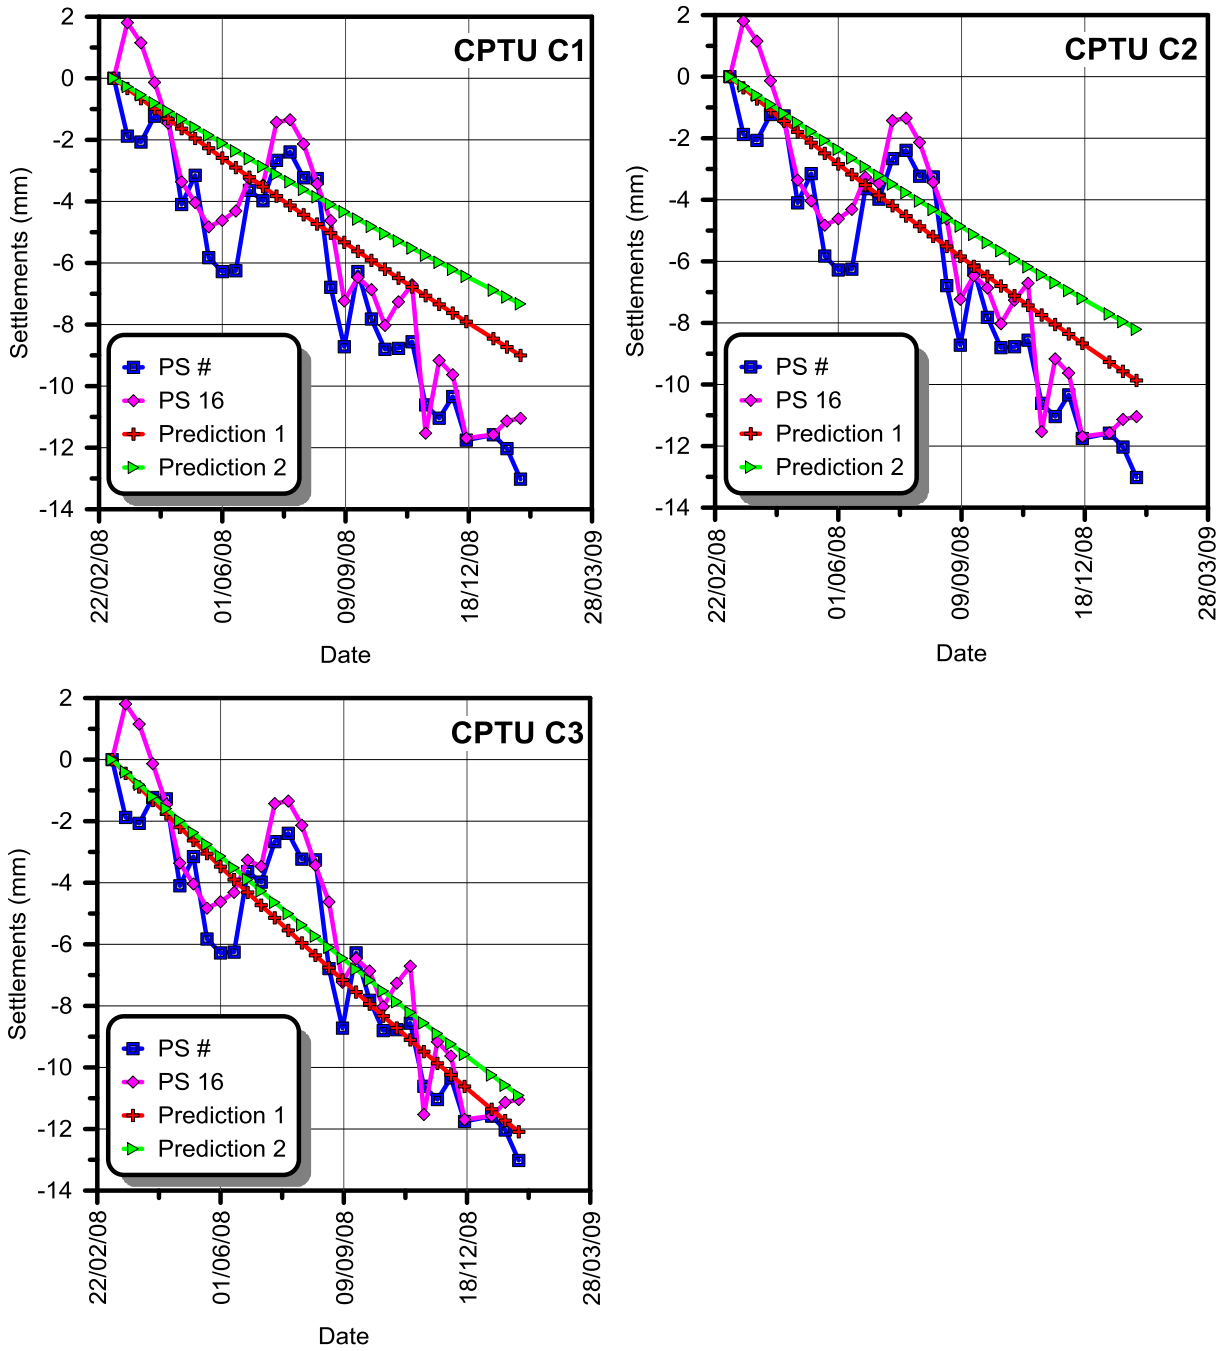 CPTU C1
2
0
-2
-4
-6
-8
-10
-12
-14
Settlements (mm)
PS #
PS 16
Prediction 1
Prediction 2
22/02/08
01/06/08
09/09/08
18/12/08
28/03/09
Date
CPTU C2
2
0
-2
-4
-6
-8
-10
-12
-14
Settlements (mm)
PS #
PS 16
Prediction 1
Prediction 2
22/02/08
01/06/08
09/09/08
18/12/08
28/03/09
Date
CPTU C3
2
0
-2
-4
-6
-8
-10
-12
-14
Settlements (mm)
PS #
PS 16
Prediction 1
Prediction 2
22/02/08
01/06/08
09/09/08
18/12/08
28/03/09
Date